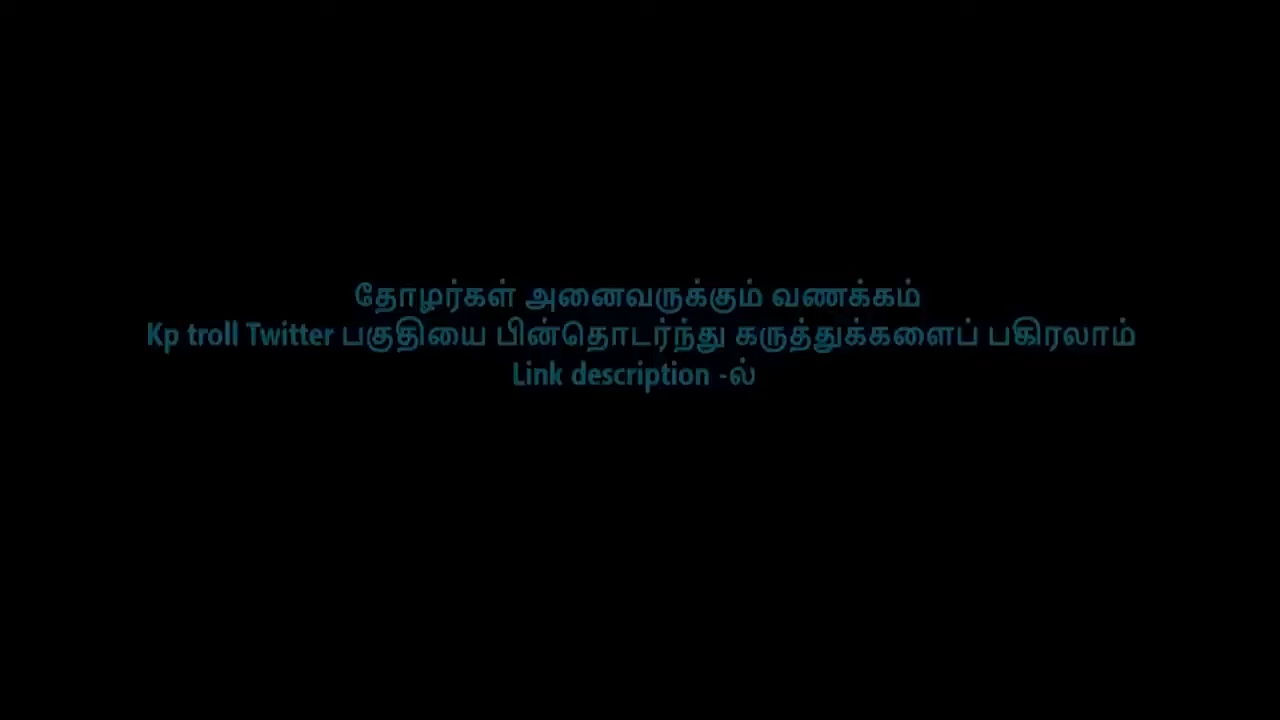 தோழர்கள் அனைவருக்கும் வணக்கம்
Kp troll Twitter பகுதியை பின்தொடர்ந்து கருத்துக்களைப் பகிரலாம்
Link description -ல்